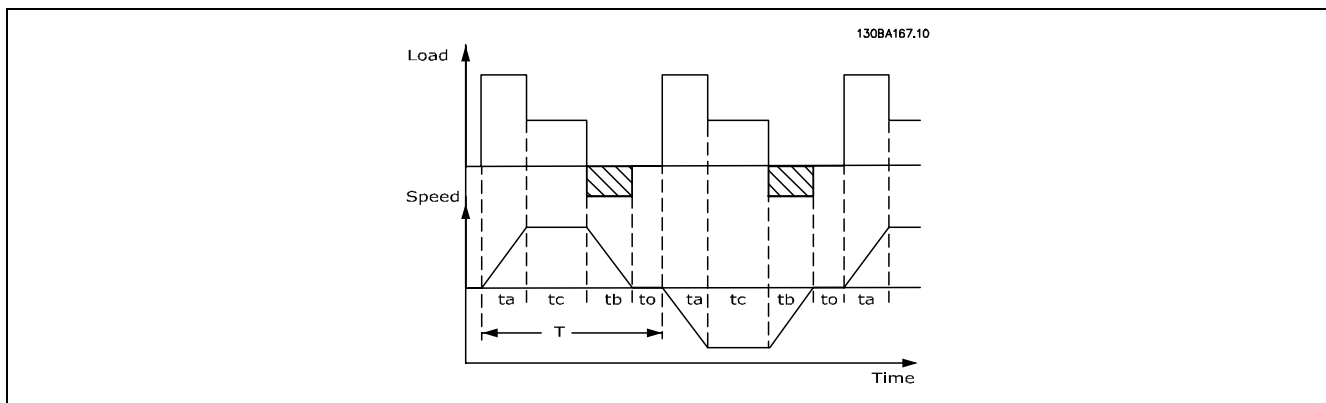 130BA167.10
Load
Speed
ta tc tb to ta tc tb to ta
T
Time